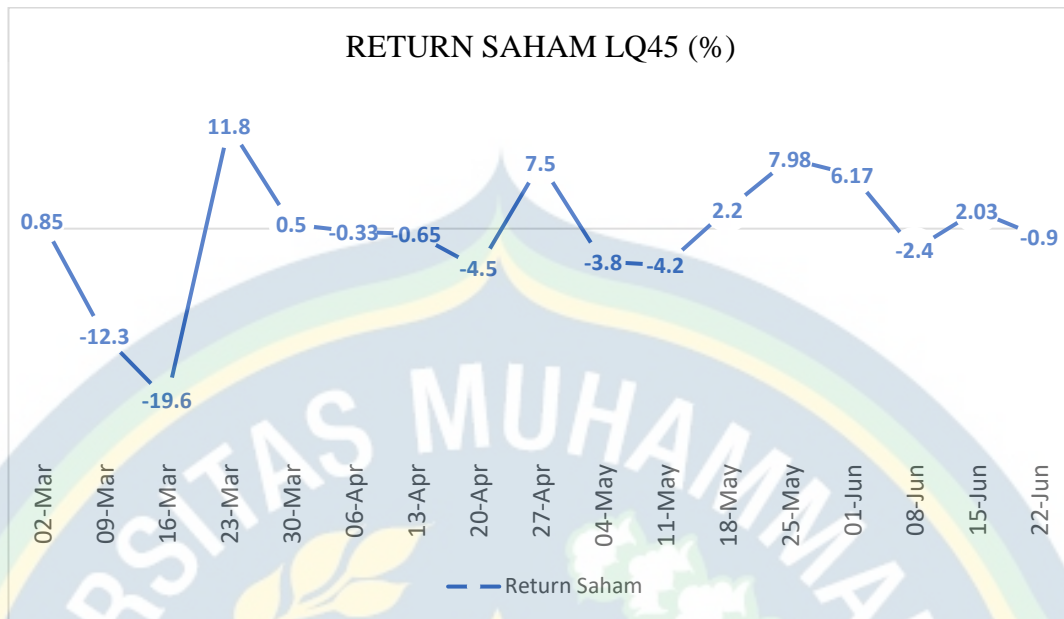 RETURN SAHAM LQ45 (%)
0.85
-12.3
-19.6
11.8
0.5
-0.33
-0.65
-4.5
7.5
-3.8
-4.2
2.2
7.98
6.17
-2.4
2.03
-0.9
02-Mar
09-Mar
16-Mar
23-Mar
30-Mar
06-Apr
13-Apr
20-Apr
27-Apr
04-May
11-May
18-May
25-May
01-Jun
08-Jun
15-Jun
22-Jun
Return Saham
RSITAS MUHAMMA